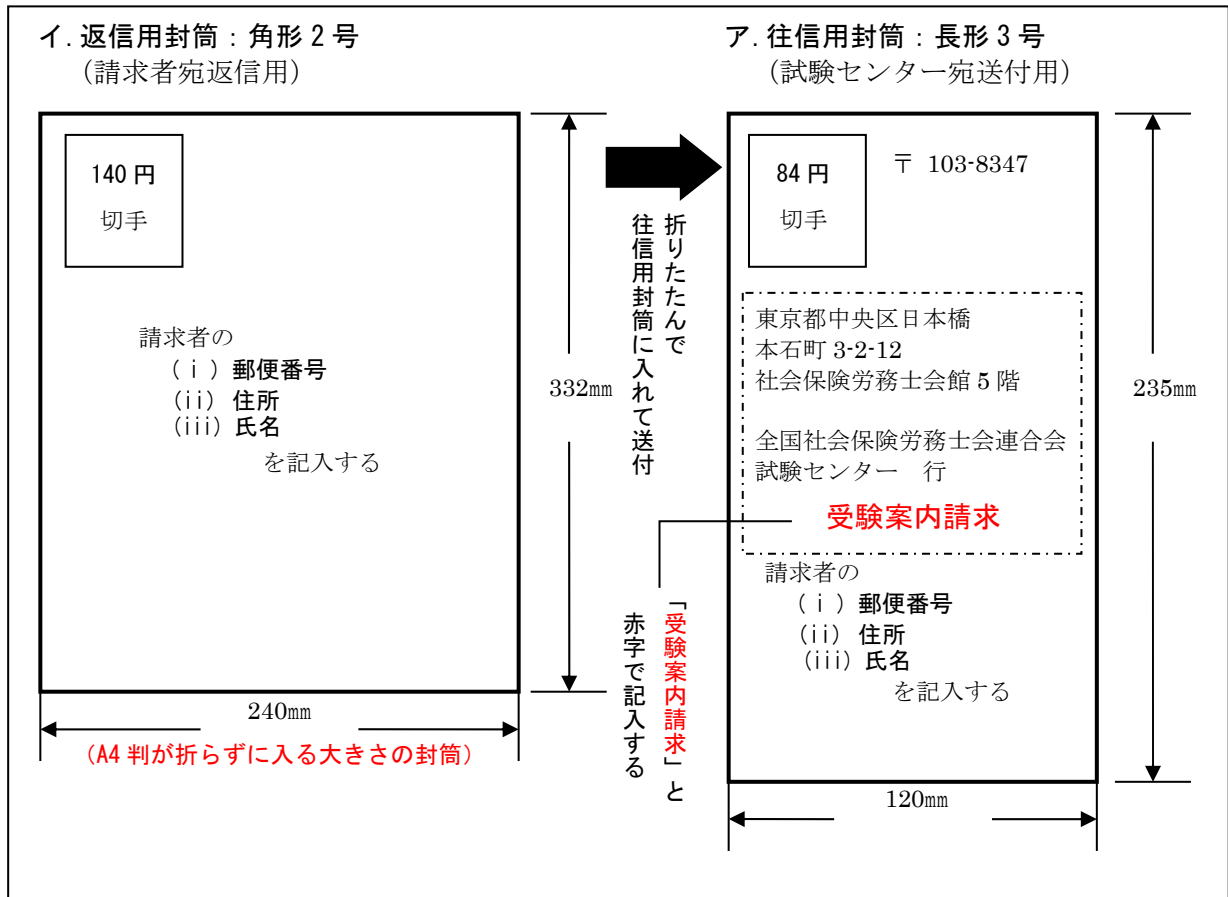 イ. 返信用封筒：角形２号
（請求者宛返信用）
140 円
切手
請求者の
（ⅰ）郵便番号
（ii）住所
（iii）氏名
を記入する
332㎜
240㎜
（A4 判が折らずに入る大きさの封筒）
折りたたんで
往信用封筒に入れて送付
ア. 往信用封筒：長形３号
（試験センター宛送付用）
84 円
切手
〒 103-8347
東京都中央区日本橋
本石町 3-2-12
社会保険労務士会館 5 階
全国社会保険労務士会連合会
試験センター　行
受験案内請求
請求者の
（ⅰ）郵便番号
（ii）住所
（iii）氏名
を記入する
235㎜
120㎜
「受験案内請求」と
赤字で記入する